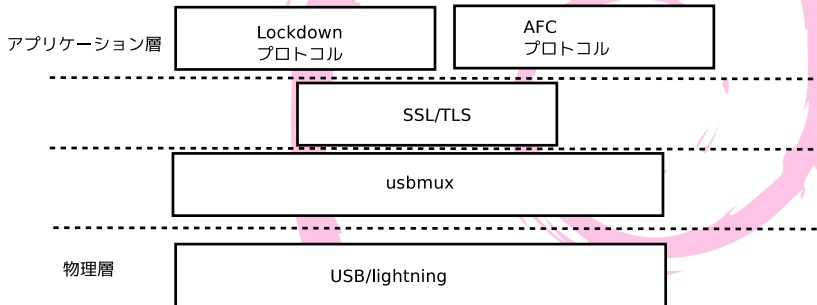 アプリケーション層
Lockdown
プロトコル
AFC
プロトコル
SSL/TLS
usbmux
物理層
USB/lightning